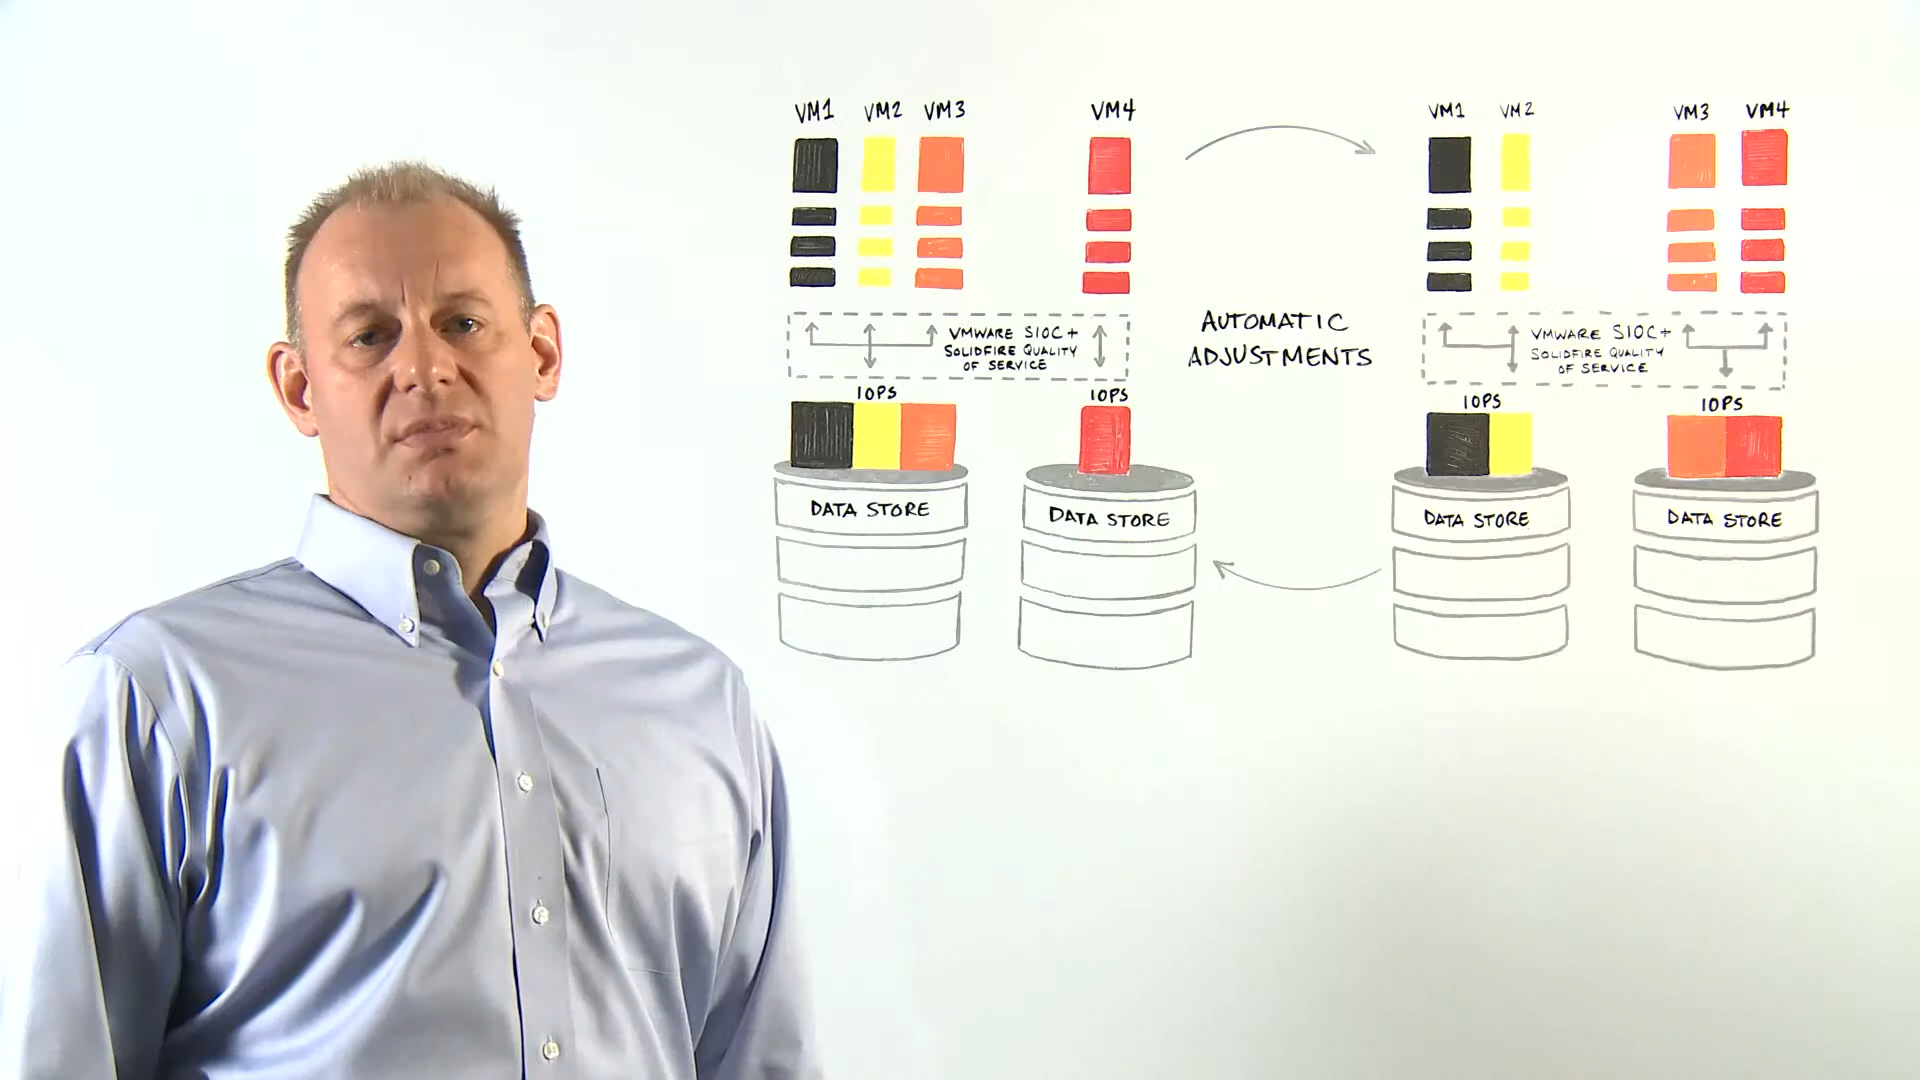 VM1 VM2 VM3 VM4
VMWARE SIOC +
SOLIDFIRE QUALITY
OF SERVICE
IOPS IOPS
DATA STORE DATA STORE
AUTOMATIC
ADJUSTMENTS
VM1 VM2 VM3 VM4
VMWARE SIOC +
SOLIDFIRE QUALITY
OF SERVICE
IOPS IOPS
DATA STORE DATA STORE